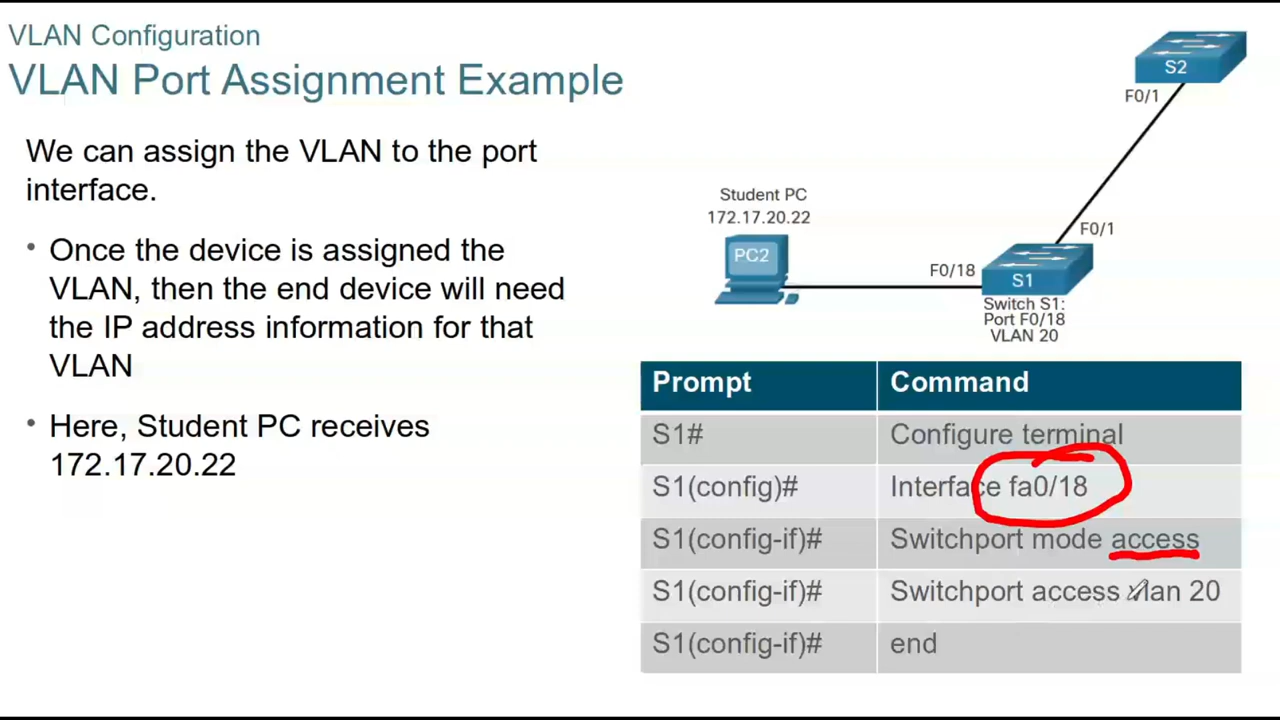 VLAN Configuration
VLAN Port Assignment Example
We can assign the VLAN to the port
interface.
• Once the device is assigned the
VLAN, then the end device will need
the IP address information for that
VLAN
• Here, Student PC receives
172.17.20.22
S2
F0/1
Student PC
172.17.20.22
PC2
F0/18
F0/1
S1
Switch S1:
Port F0/18
VLAN 20
Prompt Command
S1# Configure terminal
S1(config)# Interface fa0/18
S1(config-if)# Switchport mode access
S1(config-if)# Switchport access vlan 20
S1(config-if)# end